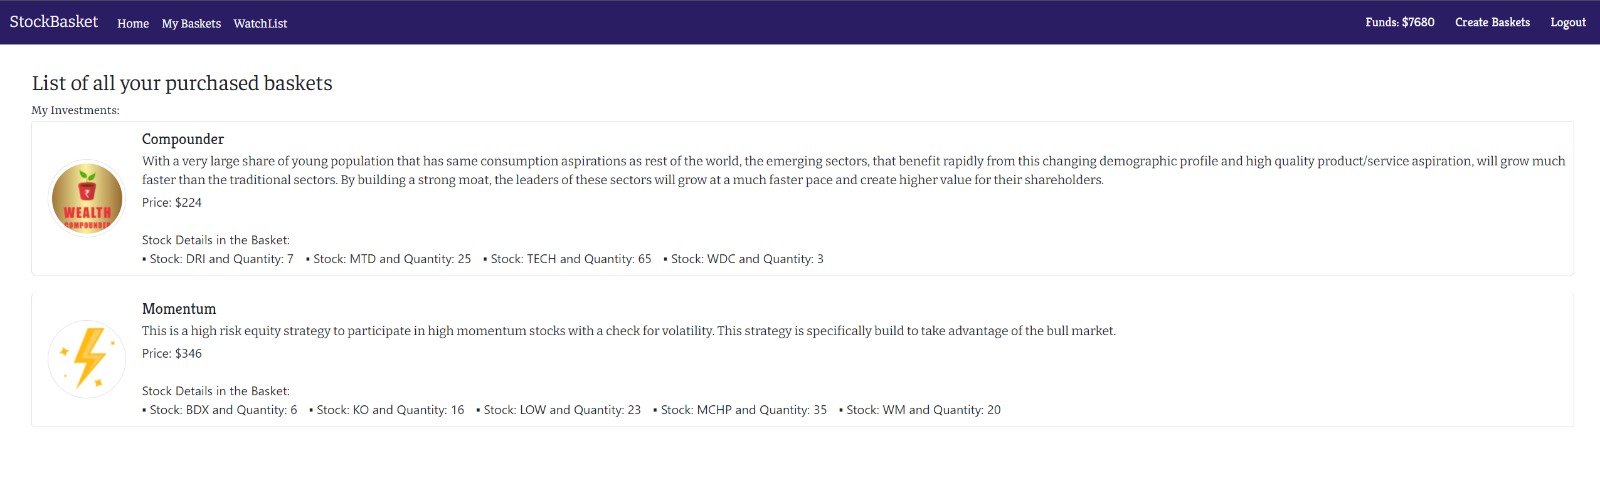 StockBasket Home My Baskets WatchList Funds: $7680 Create Baskets Logout
List of all your purchased baskets
My Investments:
Compounder
With a very large share of young population that has same consumption aspirations as rest of the world, the emerging sectors, that benefit rapidly from this changing demographic profile and high quality product/service aspiration, will grow much
faster than the traditional sectors. By building a strong moat, the leaders of these sectors will grow at a much faster pace and create higher value for their shareholders.
Price: $224
WEALTH
COMPOUNDER
Stock Details in the Basket:
▪ Stock: DRI and Quantity: 7 ▪ Stock: MTD and Quantity: 25 ▪ Stock: TECH and Quantity: 65 ▪ Stock: WDC and Quantity: 3
Momentum
This is a high risk equity strategy to participate in high momentum stocks with a check for volatility. This strategy is specifically build to take advantage of the bull market.
Price: $346
Stock Details in the Basket:
▪ Stock: BDX and Quantity: 6 ▪ Stock: KO and Quantity: 16 ▪ Stock: LOW and Quantity: 23 ▪ Stock: MCHP and Quantity: 35 ▪ Stock: WM and Quantity: 20